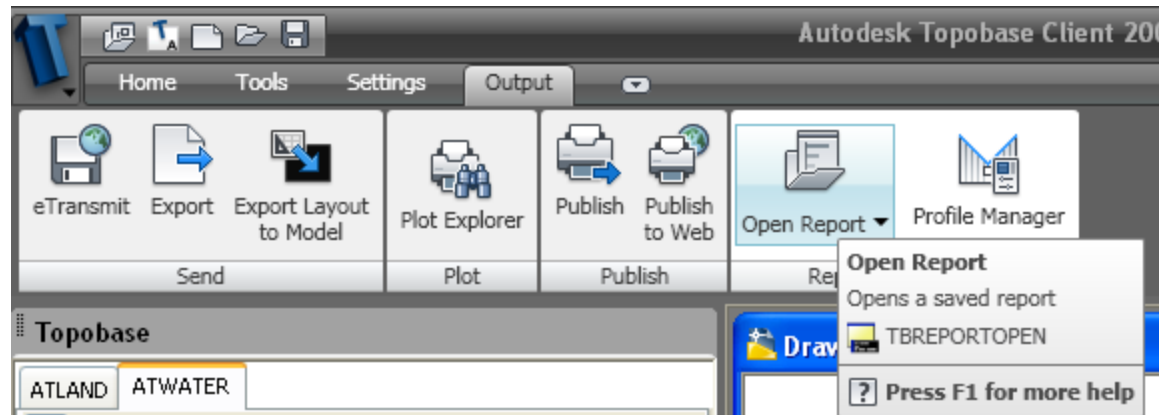 Autodesk Topobase Client 200
Home Tools Settings Output
eTransmit Export Export Layout
to Model
Plot Explorer
Publish Publish
to Web
Open Report Profile Manager
Send Plot Publish Rep
Open Report
Opens a saved report
TBREPORTOPEN
Press F1 for more help
Topobase
Draw
ATLAND ATWATER